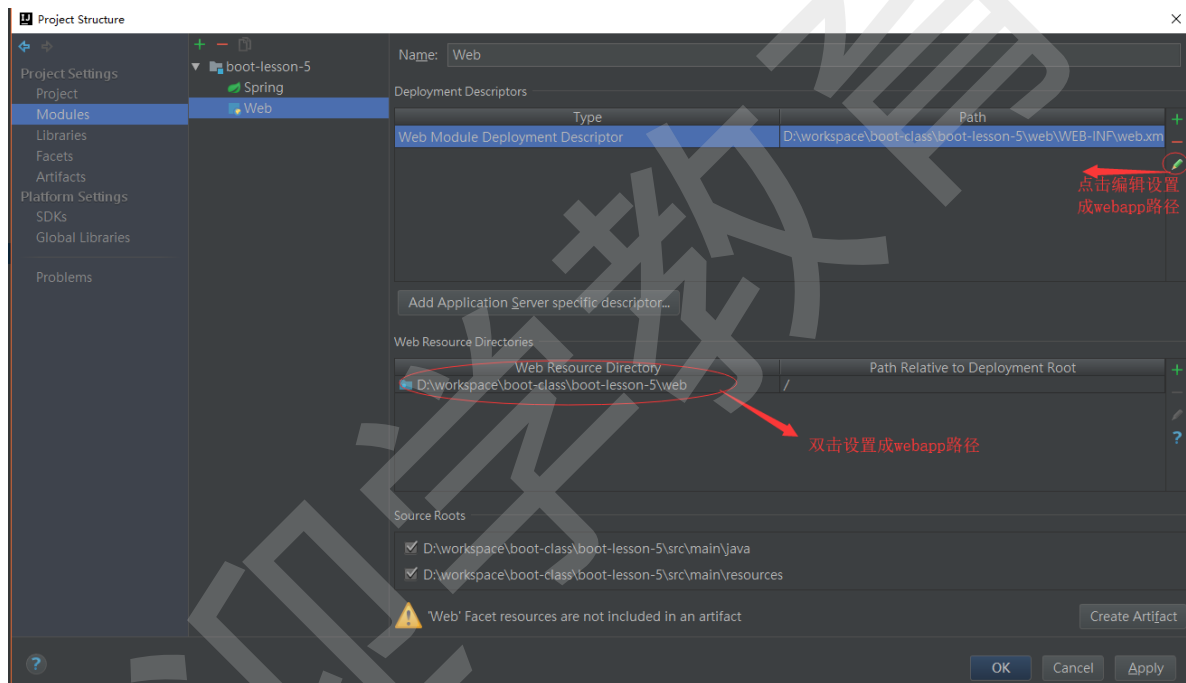 Project Structure
Project Settings
Project
Modules
Libraries
Facets
Artifacts
Platform Settings
SDKs
Global Libraries
Problems
boot-lesson-5
Spring
Web
Name: Web
Deployment Descriptors
Type Path
Web Module Deployment Descriptor D:\workspace\boot-class\boot-lesson-5\web\WEB-INF\web.xm
点击编辑设置
成webapp路径
Add Application Server specific descriptor...
Web Resource Directories
Web Resource Directory Path Relative to Deployment Root
D:\workspace\boot-class\boot-lesson-5\web /
双击设置成webapp路径
Source Roots
D:\workspace\boot-class\boot-lesson-5\src\main\java
D:\workspace\boot-class\boot-lesson-5\src\main\resources
'Web' Facet resources are not included in an artifact
Create Artifact
OK Cancel Apply
学教育